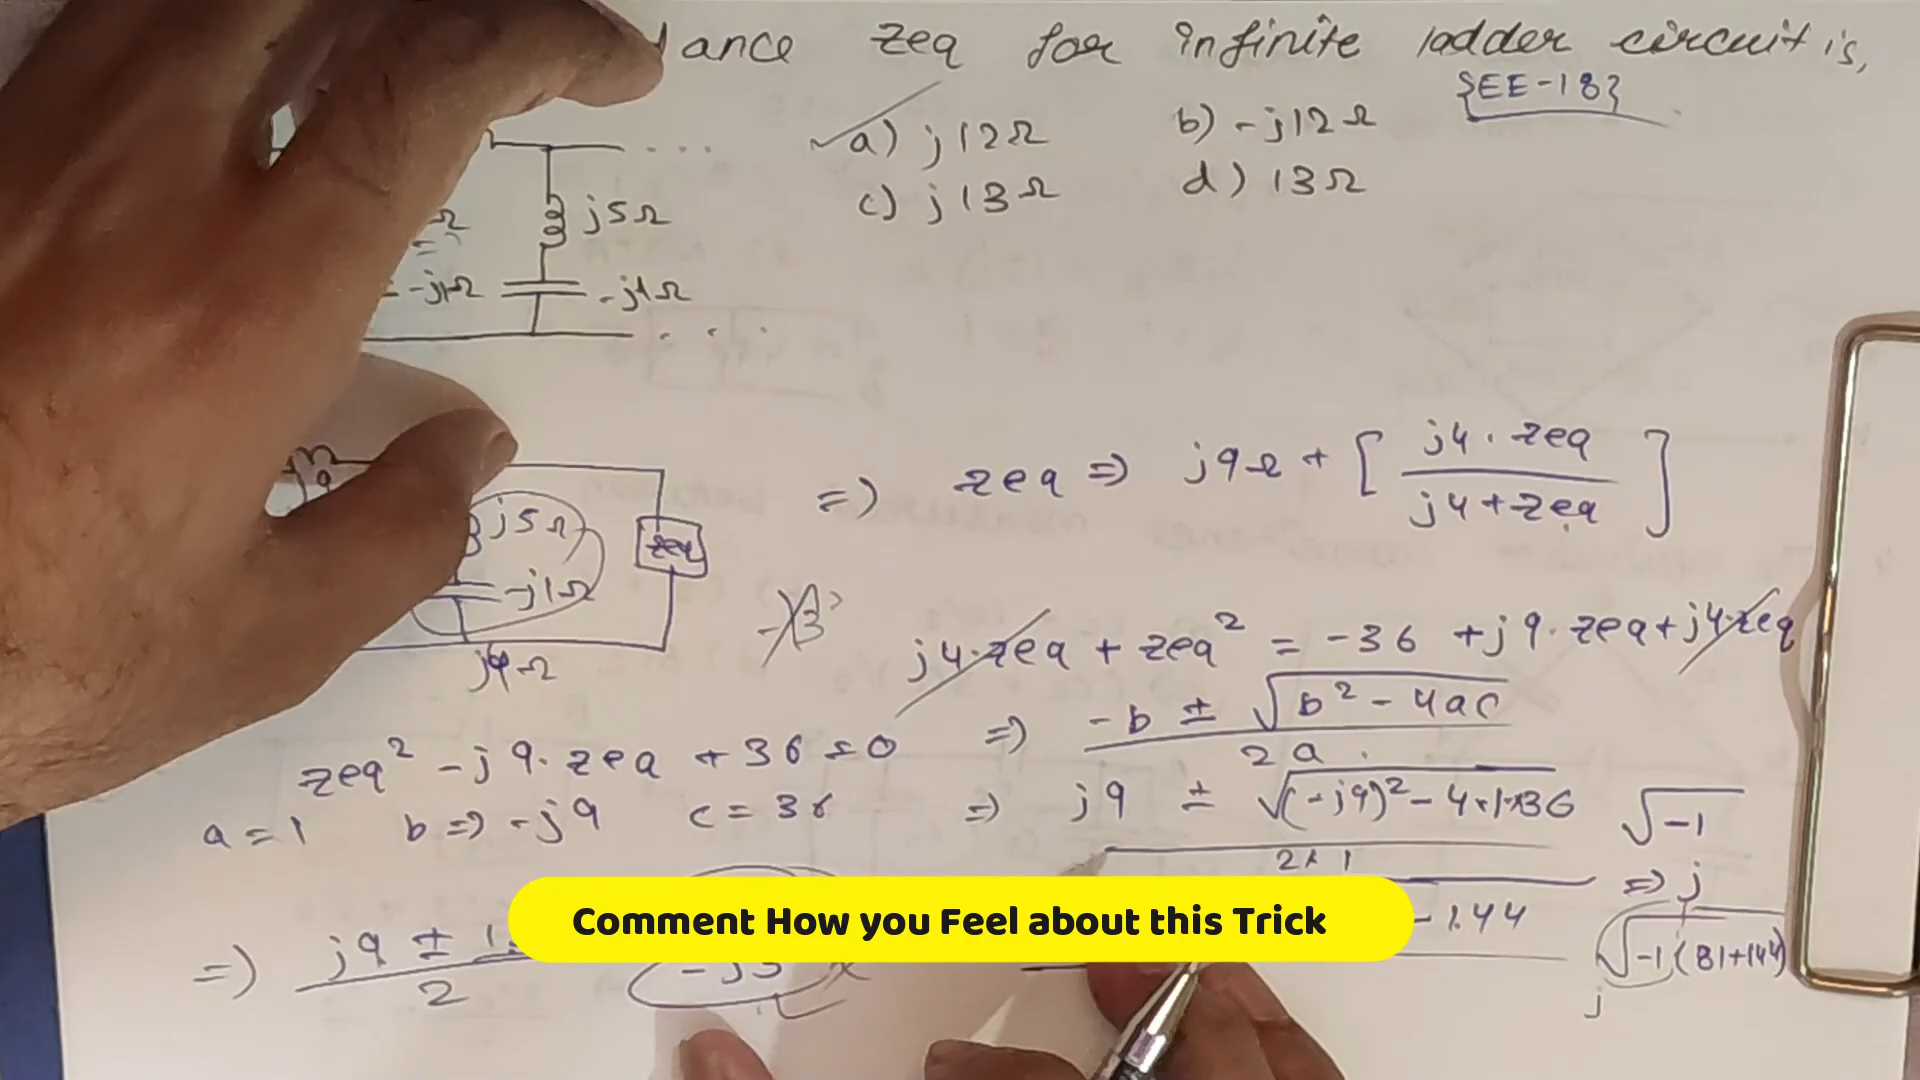 zeq for infinite ladder circuit is,
{EE-18}
a) j12Ω b) -j12Ω
c) j13Ω d) 13Ω
j5Ω
-j1Ω -j1Ω
=> zeq => j9Ω + [ j4.zeq / j4+zeq ]
j5Ω
zeq
-j1Ω
j4Ω
j4.zeq + zeq² = -36 +j9.zeq+j4.zeq
zeq² -j9.zeq +36=0 => -b ± √b²-4ac / 2a
a=1 b=>-j9 c=36 => j9 ± √(-j9)²-4×1×36 / 2×1
√-1
=> j
-144
√-1(81+144)
j
=> j9 ± / 2
Comment How you Feel about this Trick